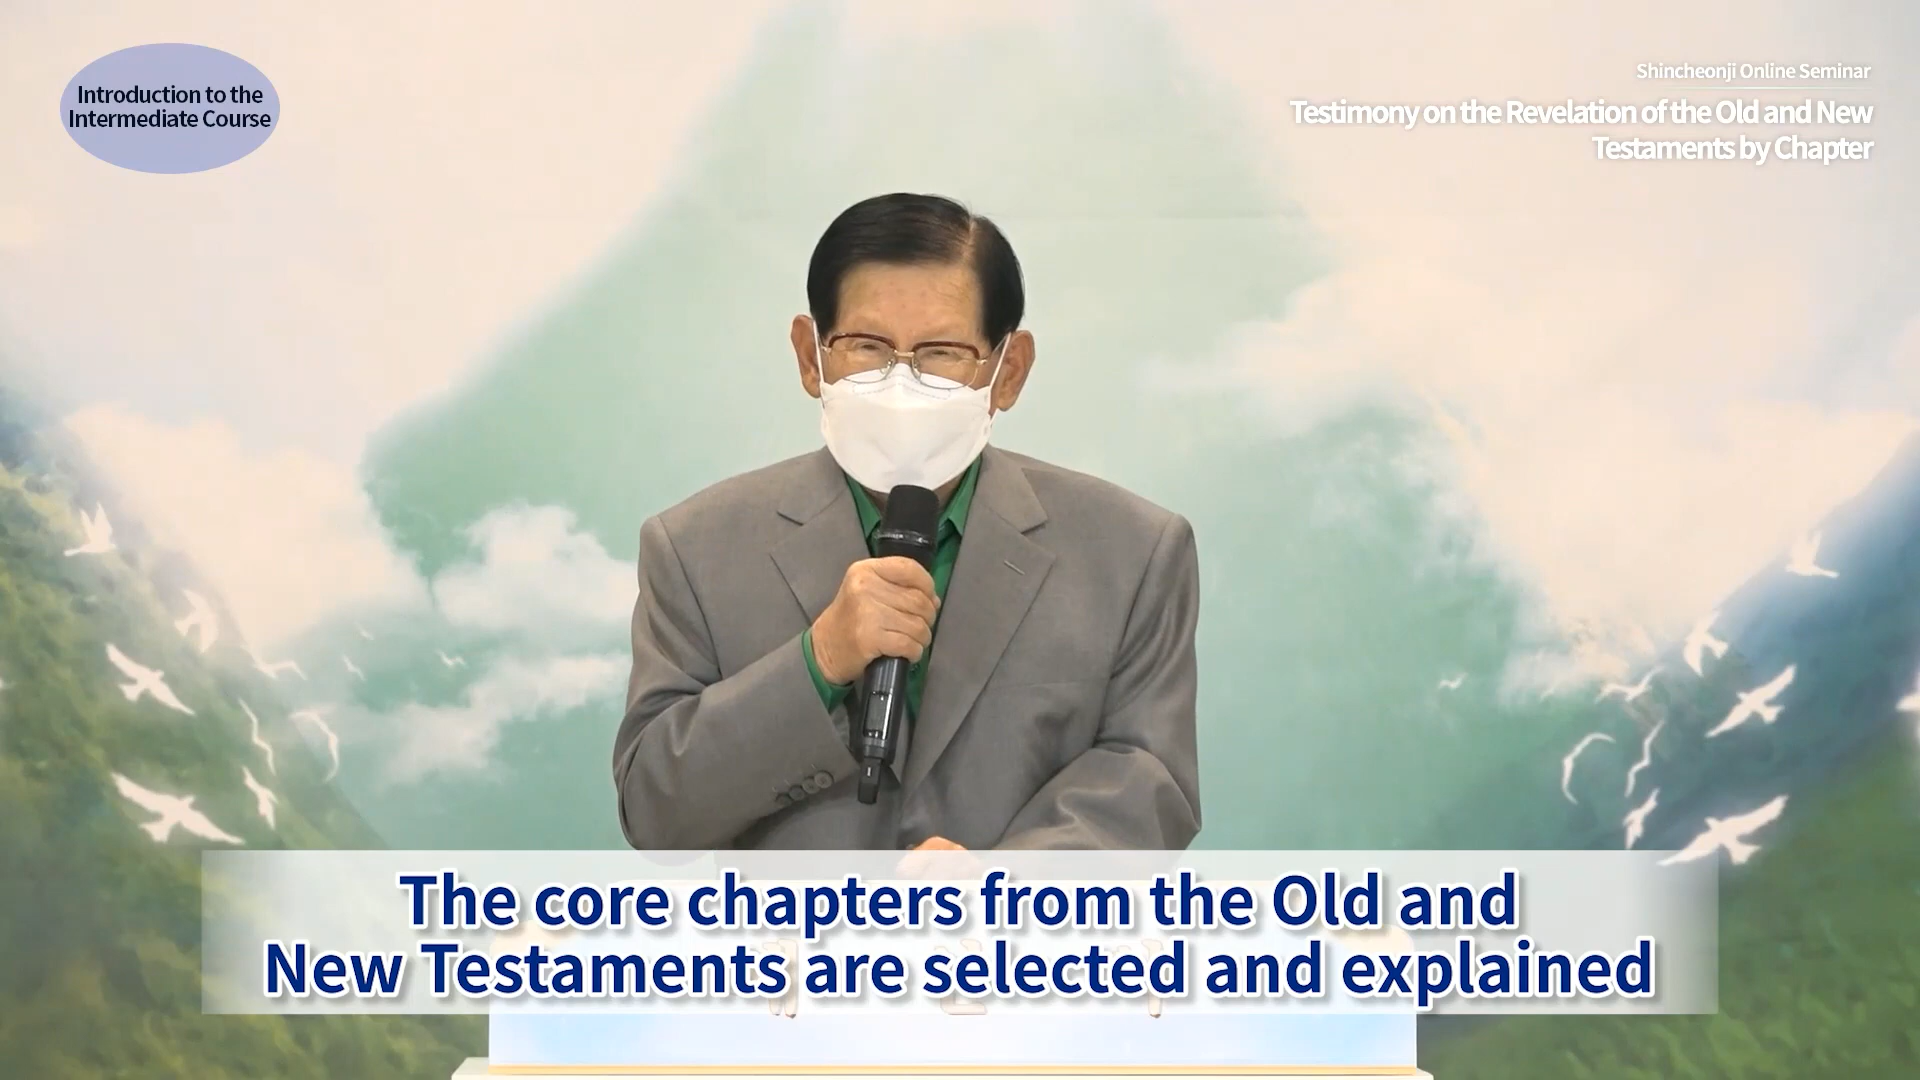 Introduction to the
Intermediate Course
Shincheonji Online Seminar
Testimony on the Revelation of the Old and New
Testaments by Chapter
The core chapters from the Old and
New Testaments are selected and explained